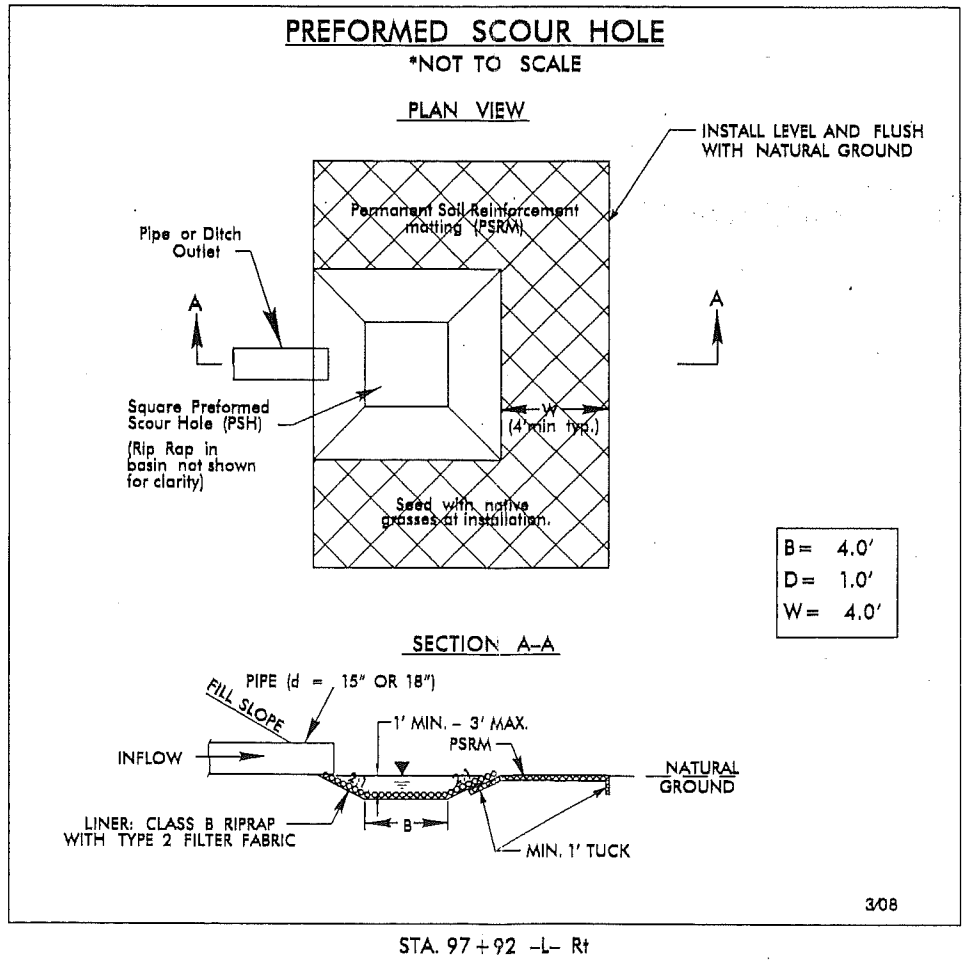 PREFORMED SCOUR HOLE
*NOT TO SCALE
PLAN VIEW
INSTALL LEVEL AND FLUSH
WITH NATURAL GROUND
Permanent Soil Reinforcement
matting (PSRM)
Pipe or Ditch
Outlet
A
A
Square Preformed
Scour Hole (PSH)
(Rip Rap in
basin not shown
for clarity)
W
(4'min typ.)
Seed with native
grasses at installation.
B= 4.0'
D= 1.0'
W= 4.0'
SECTION A-A
PIPE (d = 15" OR 18")
FILL SLOPE
1' MIN. - 3' MAX.
PSRM
INFLOW
NATURAL
GROUND
B
LINER: CLASS B RIPRAP
WITH TYPE 2 FILTER FABRIC
MIN. 1' TUCK
3/08
STA. 97+92 -L- Rt